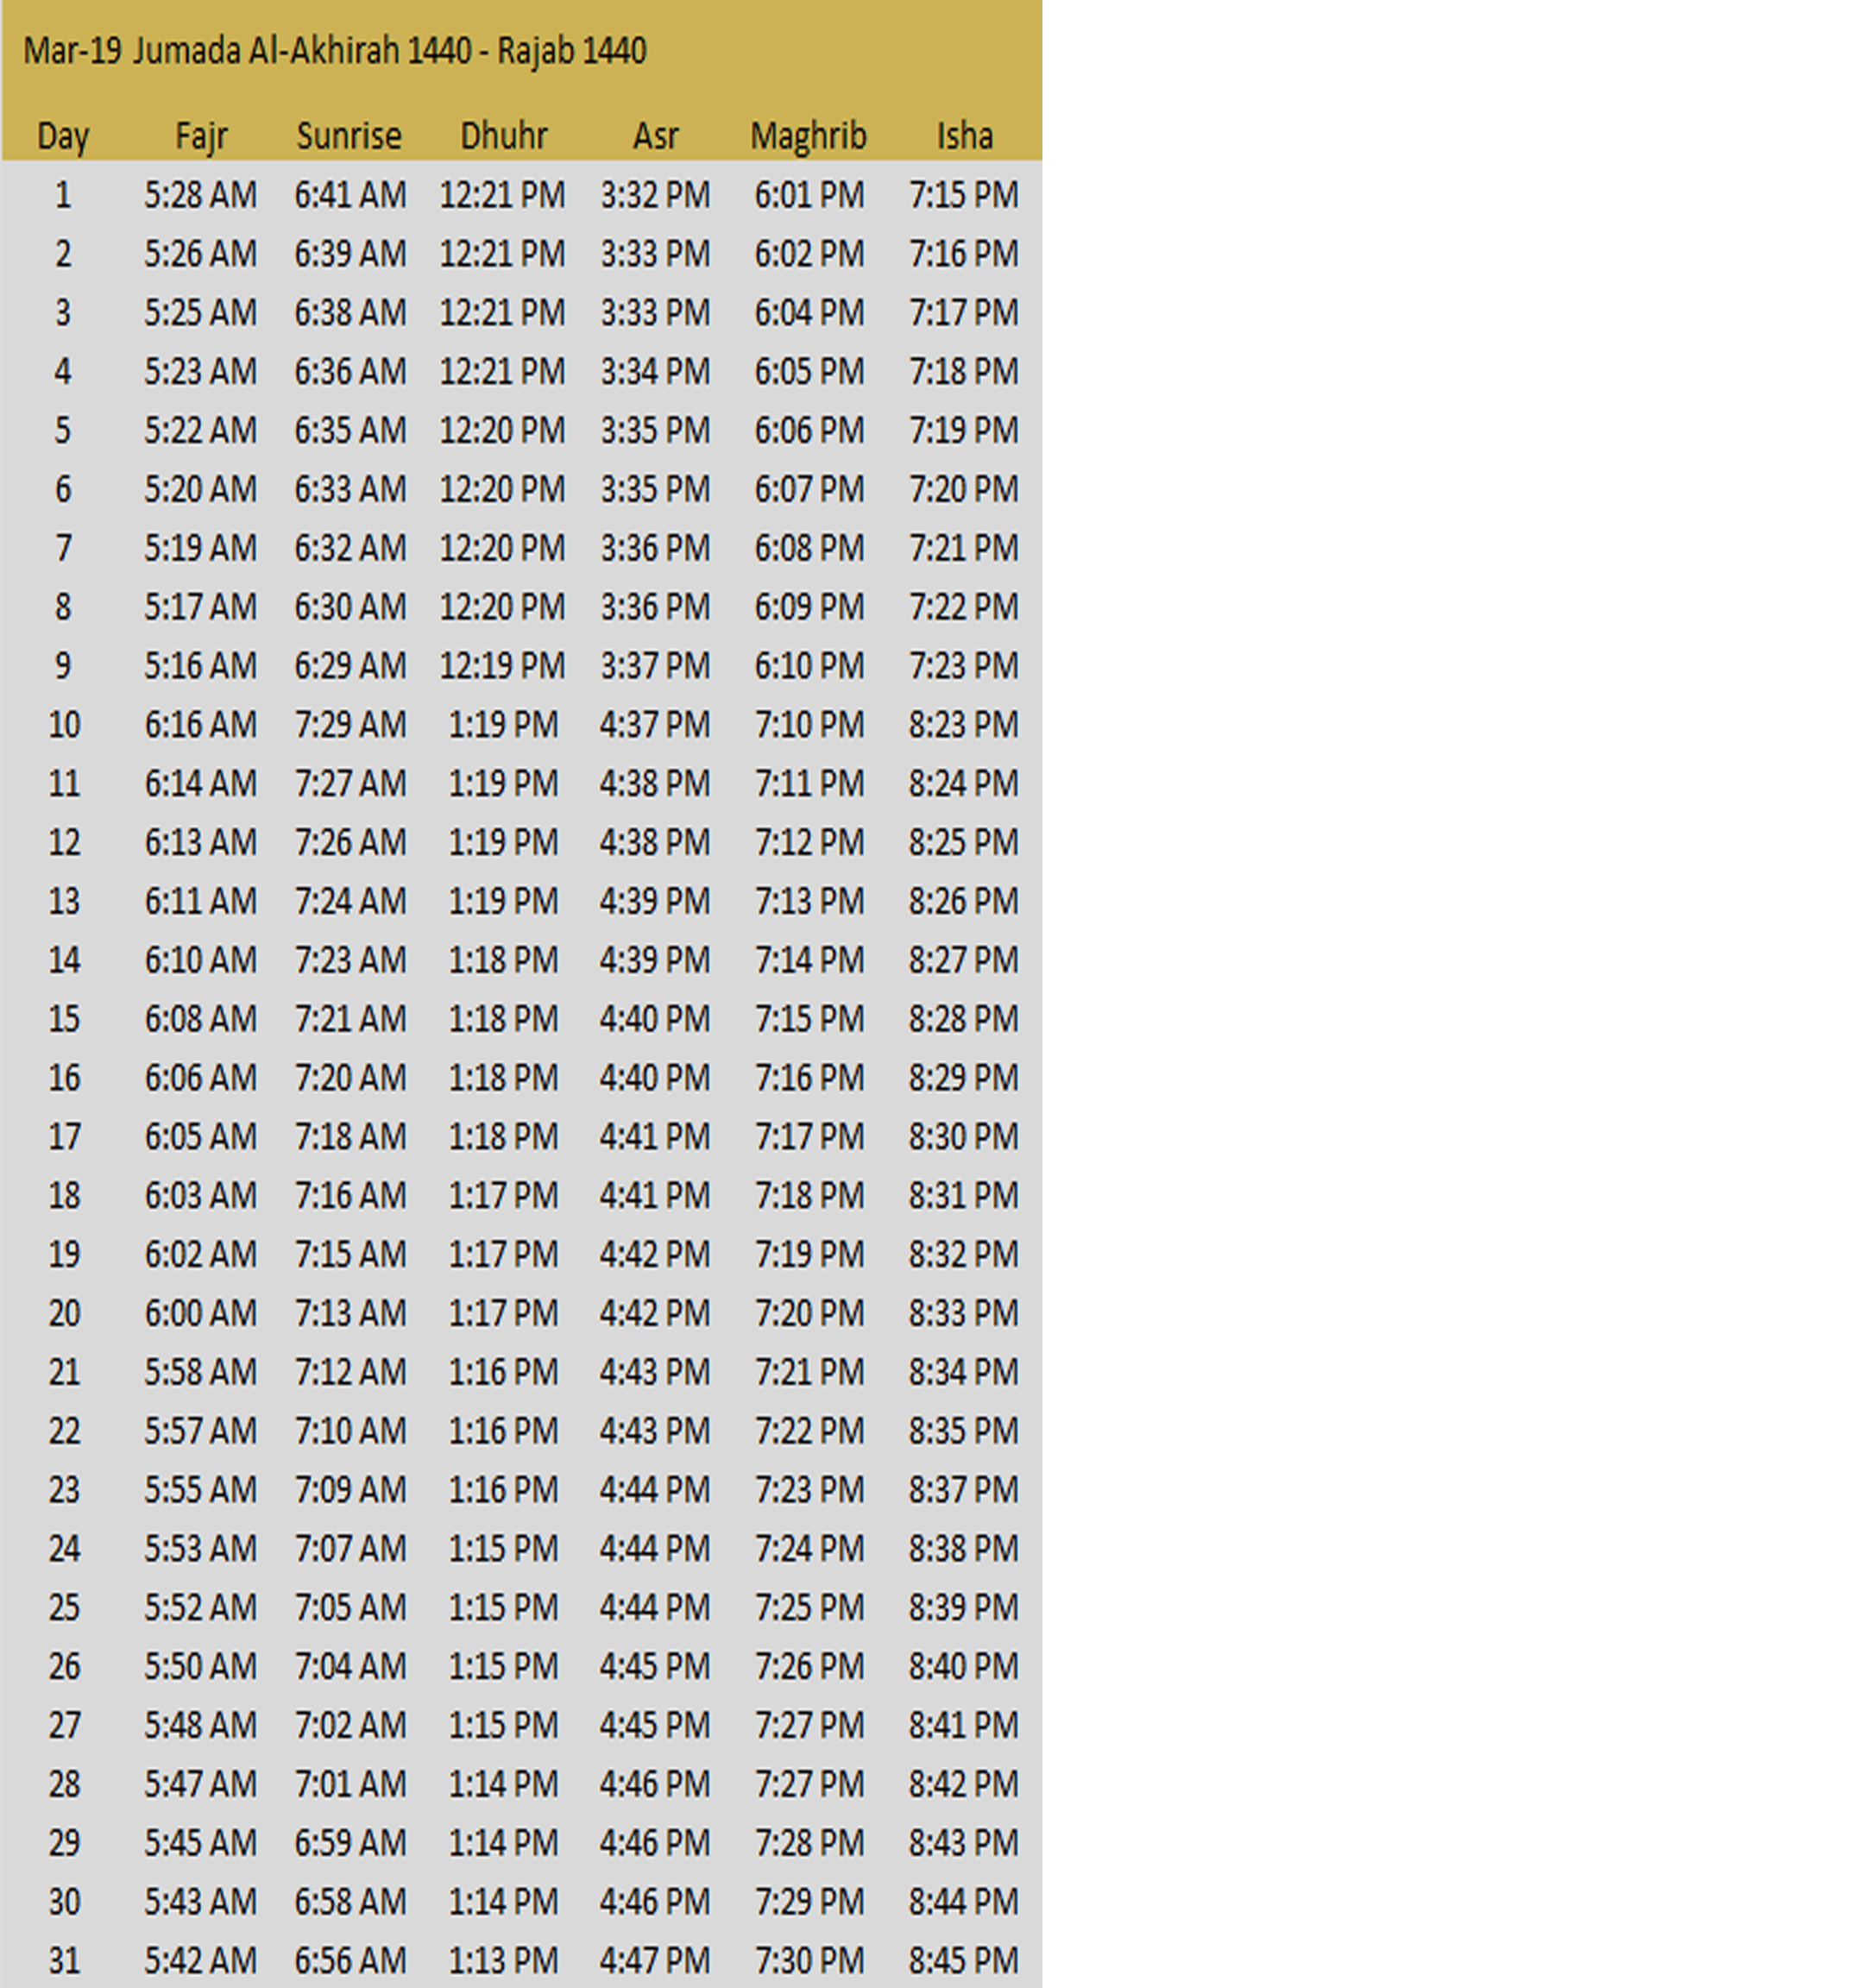 Mar-19 Jumada Al-Akhirah 1440 - Rajab 1440
Day Fajr Sunrise Dhuhr Asr Maghrib Isha
1 5:28 AM 6:41 AM 12:21 PM 3:32 PM 6:01 PM 7:15 PM
2 5:26 AM 6:39 AM 12:21 PM 3:33 PM 6:02 PM 7:16 PM
3 5:25 AM 6:38 AM 12:21 PM 3:33 PM 6:04 PM 7:17 PM
4 5:23 AM 6:36 AM 12:21 PM 3:34 PM 6:05 PM 7:18 PM
5 5:22 AM 6:35 AM 12:20 PM 3:35 PM 6:06 PM 7:19 PM
6 5:20 AM 6:33 AM 12:20 PM 3:35 PM 6:07 PM 7:20 PM
7 5:19 AM 6:32 AM 12:20 PM 3:36 PM 6:08 PM 7:21 PM
8 5:17 AM 6:30 AM 12:20 PM 3:36 PM 6:09 PM 7:22 PM
9 5:16 AM 6:29 AM 12:19 PM 3:37 PM 6:10 PM 7:23 PM
10 6:16 AM 7:29 AM 1:19 PM 4:37 PM 7:10 PM 8:23 PM
11 6:14 AM 7:27 AM 1:19 PM 4:38 PM 7:11 PM 8:24 PM
12 6:13 AM 7:26 AM 1:19 PM 4:38 PM 7:12 PM 8:25 PM
13 6:11 AM 7:24 AM 1:19 PM 4:39 PM 7:13 PM 8:26 PM
14 6:10 AM 7:23 AM 1:18 PM 4:39 PM 7:14 PM 8:27 PM
15 6:08 AM 7:21 AM 1:18 PM 4:40 PM 7:15 PM 8:28 PM
16 6:06 AM 7:20 AM 1:18 PM 4:40 PM 7:16 PM 8:29 PM
17 6:05 AM 7:18 AM 1:18 PM 4:41 PM 7:17 PM 8:30 PM
18 6:03 AM 7:16 AM 1:17 PM 4:41 PM 7:18 PM 8:31 PM
19 6:02 AM 7:15 AM 1:17 PM 4:42 PM 7:19 PM 8:32 PM
20 6:00 AM 7:13 AM 1:17 PM 4:42 PM 7:20 PM 8:33 PM
21 5:58 AM 7:12 AM 1:16 PM 4:43 PM 7:21 PM 8:34 PM
22 5:57 AM 7:10 AM 1:16 PM 4:43 PM 7:22 PM 8:35 PM
23 5:55 AM 7:09 AM 1:16 PM 4:44 PM 7:23 PM 8:37 PM
24 5:53 AM 7:07 AM 1:15 PM 4:44 PM 7:24 PM 8:38 PM
25 5:52 AM 7:05 AM 1:15 PM 4:44 PM 7:25 PM 8:39 PM
26 5:50 AM 7:04 AM 1:15 PM 4:45 PM 7:26 PM 8:40 PM
27 5:48 AM 7:02 AM 1:15 PM 4:45 PM 7:27 PM 8:41 PM
28 5:47 AM 7:01 AM 1:14 PM 4:46 PM 7:27 PM 8:42 PM
29 5:45 AM 6:59 AM 1:14 PM 4:46 PM 7:28 PM 8:43 PM
30 5:43 AM 6:58 AM 1:14 PM 4:46 PM 7:29 PM 8:44 PM
31 5:42 AM 6:56 AM 1:13 PM 4:47 PM 7:30 PM 8:45 PM